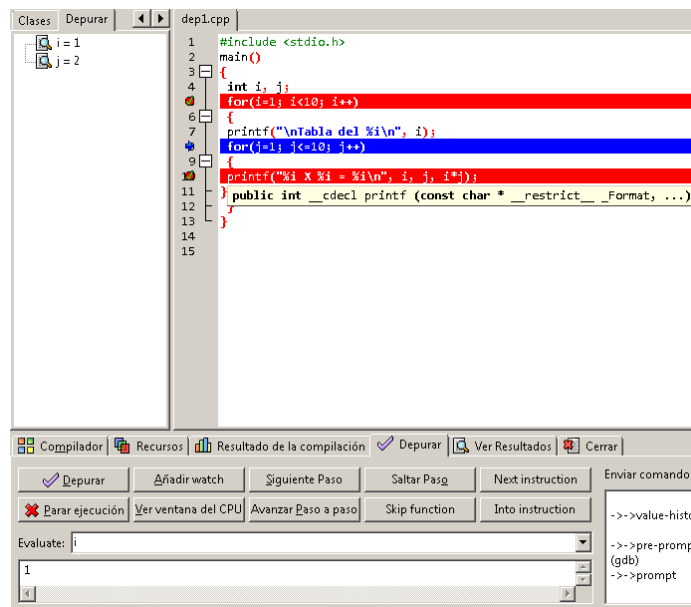 Clases Depurar
i = 1
j = 2
dep1.cpp
1 #include <stdio.h>
2 main()
3 {
4 int i, j;
for(i=1; i<10; i++)
6 {
7 printf("\nTabla del %i\n", i);
for(j=1; j<=10; j++)
9 {
10 printf("%i X %i = %i\n", i, j, i*j);
11 }
public int __cdecl printf (const char * __restrict__ _Format, ...)
12 }
13 }
14
15
Compilador Recursos Resultado de la compilación Depurar Ver Resultados Cerrar
Depurar Añadir watch Siguiente Paso Saltar Paso Next instruction
Parar ejecución Ver ventana del CPU Avanzar Paso a paso Skip function Into instruction
Enviar comando
->->value-histo
->->pre-promp
(gdb)
->->prompt
Evaluate: i
1